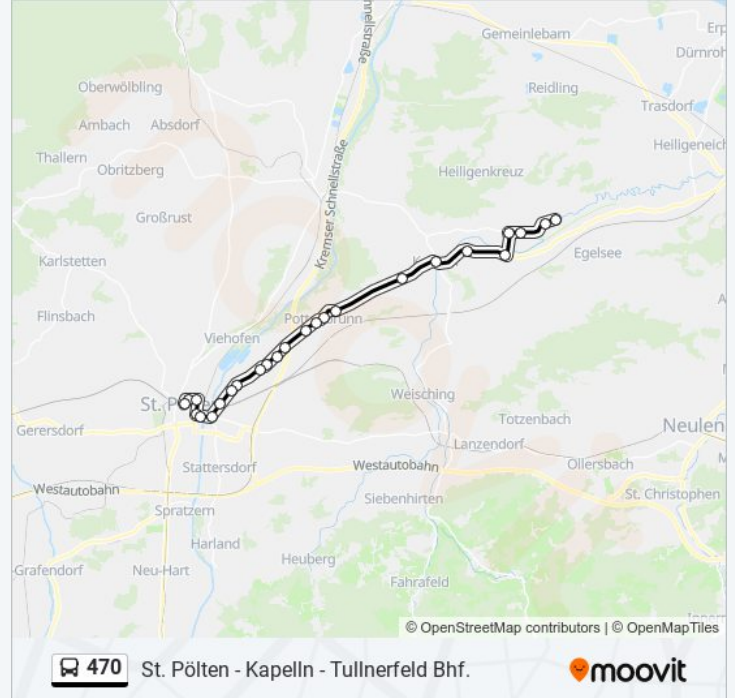 hnellstraße
Gemeinlebarn
Erp
Dürnroh
Oberwölbling
Reidling
Trasdorf
Ambach
Absdorf
Heiligeneich
Thallern
Obritzberg
Kremser Schnellstraße
Heiligenkreuz
Großrust
Karlstetten
Egelsee
Flinsbach
Viehofen
St. P
Weisching
Totzenbach
Neulen
Gerersdorf
Lanzendorf
Stattersdorf
Westautobahn
Ollersbach
Westautobahn
St. Christophen
Siebenhirten
Spratzern
Harland
Heuberg
Grafendorf
Neu-Hart
Fahrafeld
© OpenStreetMap contributors | © OpenMapTiles
470 St. Pölten - Kapelln - Tullnerfeld Bhf.
moovit